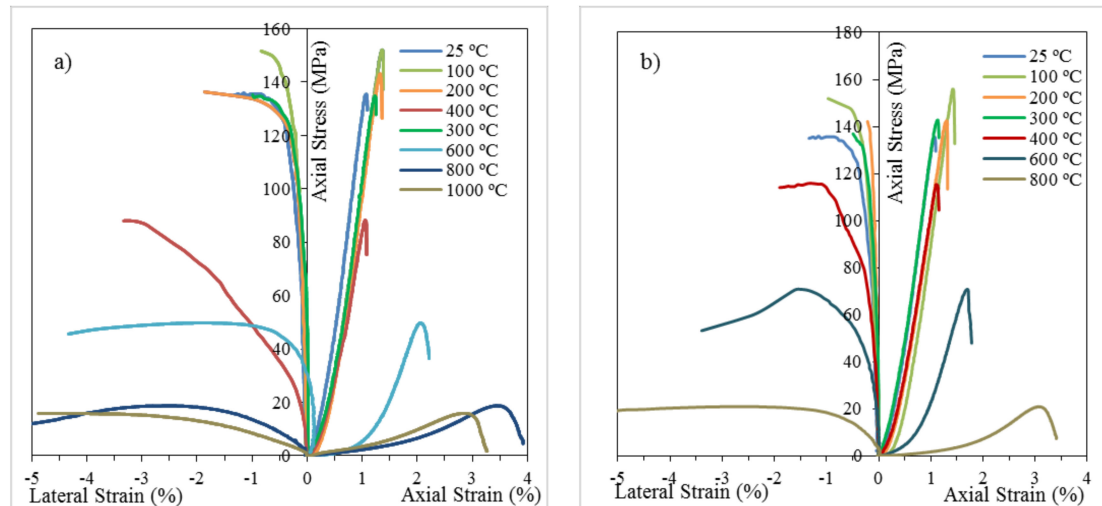 a)
Axial Stress (MPa)
160
140
120
100
80
60
40
20
0
-5 -4 -3 -2 -1 0 1 2 3 4
Lateral Strain (%) Axial Strain (%)
25 ºC
100 ºC
200 ºC
400 ºC
300 ºC
600 ºC
800 ºC
1000 ºC
b)
Axial Stress (MPa)
180
160
140
120
100
80
60
40
20
0
-5 -4 -3 -2 -1 0 1 2 3 4
Lateral Strain (%) Axial Strain (%)
25 ºC
100 ºC
200 ºC
300 ºC
400 ºC
600 ºC
800 ºC